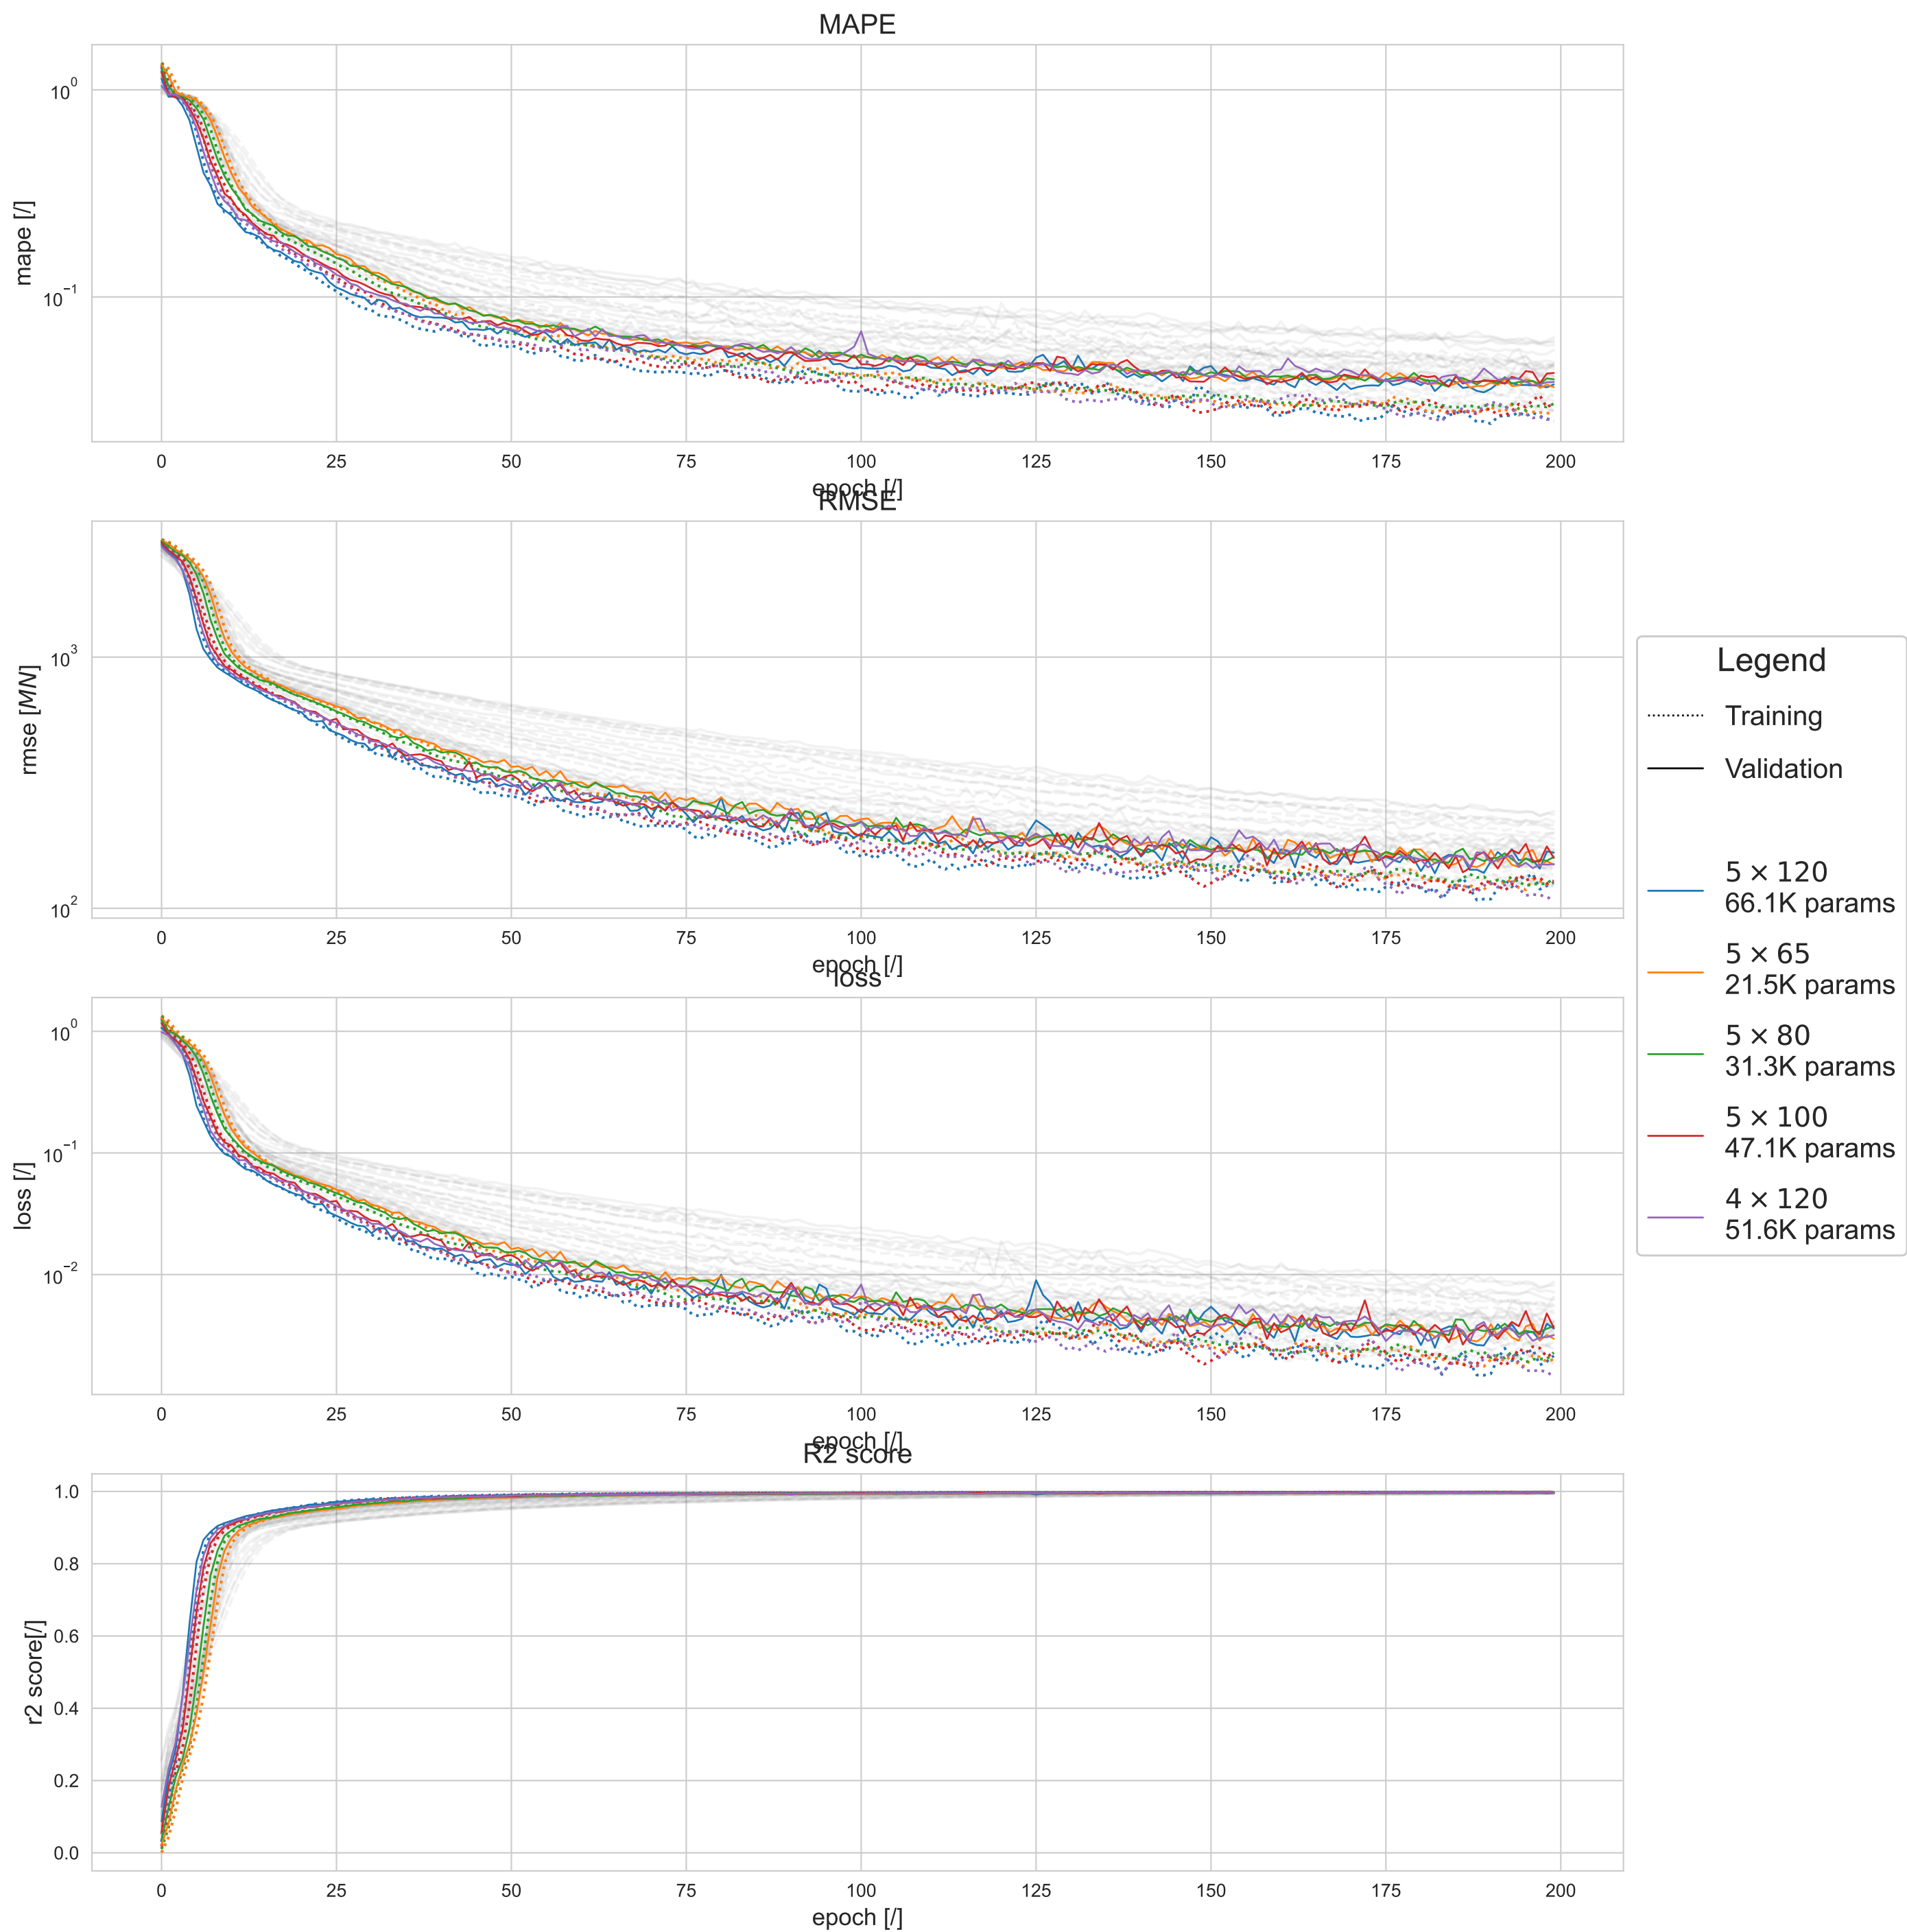 MAPE
10^0
10^-1
mape [/]
0 25 50 75 100 125 150 175 200
epoch [/]
RMSE
10^3
10^2
rmse [MN]
0 25 50 75 100 125 150 175 200
epoch [/]
loss
10^0
10^-1
10^-2
loss [/]
0 25 50 75 100 125 150 175 200
epoch [/]
R2 score
1.0
0.8
0.6
0.4
0.2
0.0
r2 score[/]
0 25 50 75 100 125 150 175 200
epoch [/]
Legend
Training
Validation
5 × 120
66.1K params
5 × 65
21.5K params
5 × 80
31.3K params
5 × 100
47.1K params
4 × 120
51.6K params